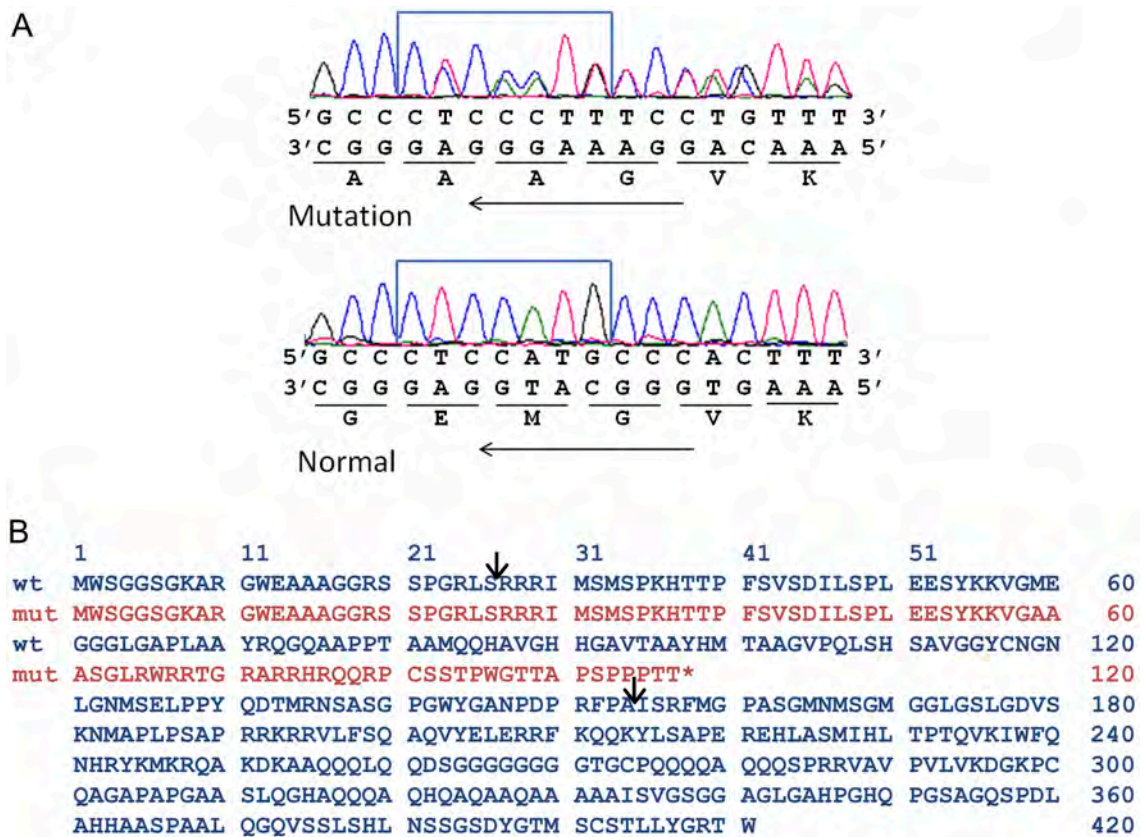 A
5'G C C C T C C C T T T C C T G T T T 3'
3'C G G G A G G G A A A G G A C A A A 5'
A A A G V K
Mutation
5'G C C C T C C A T G C C C A C T T T 3'
3'C G G G A G G T A C G G G T G A A A 5'
G E M G V K
Normal
B
1 11 21 31 41 51
wt MWSGGSGKAR GWEAAAGGRS SPGRLSRRRI MSMSPKHTTP FSVSDILSPL EESYKKVGME 60
mut MWSGGSGKAR GWEAAAGGRS SPGRLSRRRI MSMSPKHTTP FSVSDILSPL EESYKKVGAA 60
wt GGGLGAPLAA YRQGQAAPPT AAMQQHAVGH HGAVTAAYHM TAAGVPQLSH SAVGGYCNGN 120
mut ASGLRWRRTG RARRHRQQRP CSSTPWGTTA PSPPPTT* 120
LGNMSELPPY QDTMRNSASG PGWYGANPDP RFPAISRFMG PASGMNMSGM GGLGSLGDVS 180
KNMAPLPSAP RRKRRVLFSQ AQVYELERRF KQQKYLSAPE REHLASMIHL TPTQVKIWFQ 240
NHRYKMKRQA KDKAAQQQLQ QDSGGGGGGG GTGCPQQQQA QQQSPRRVAV PVLVKDGKPC 300
QAGAPAPGAA SLQGHAQQQA QHQAQAAQAA AAAISVGSGG AGLGAHPGHQ PGSAGQSPDL 360
AHHAASPAAL QGQVSSLSHL NSSGSDYGTM SCSTLLYGRT W 420